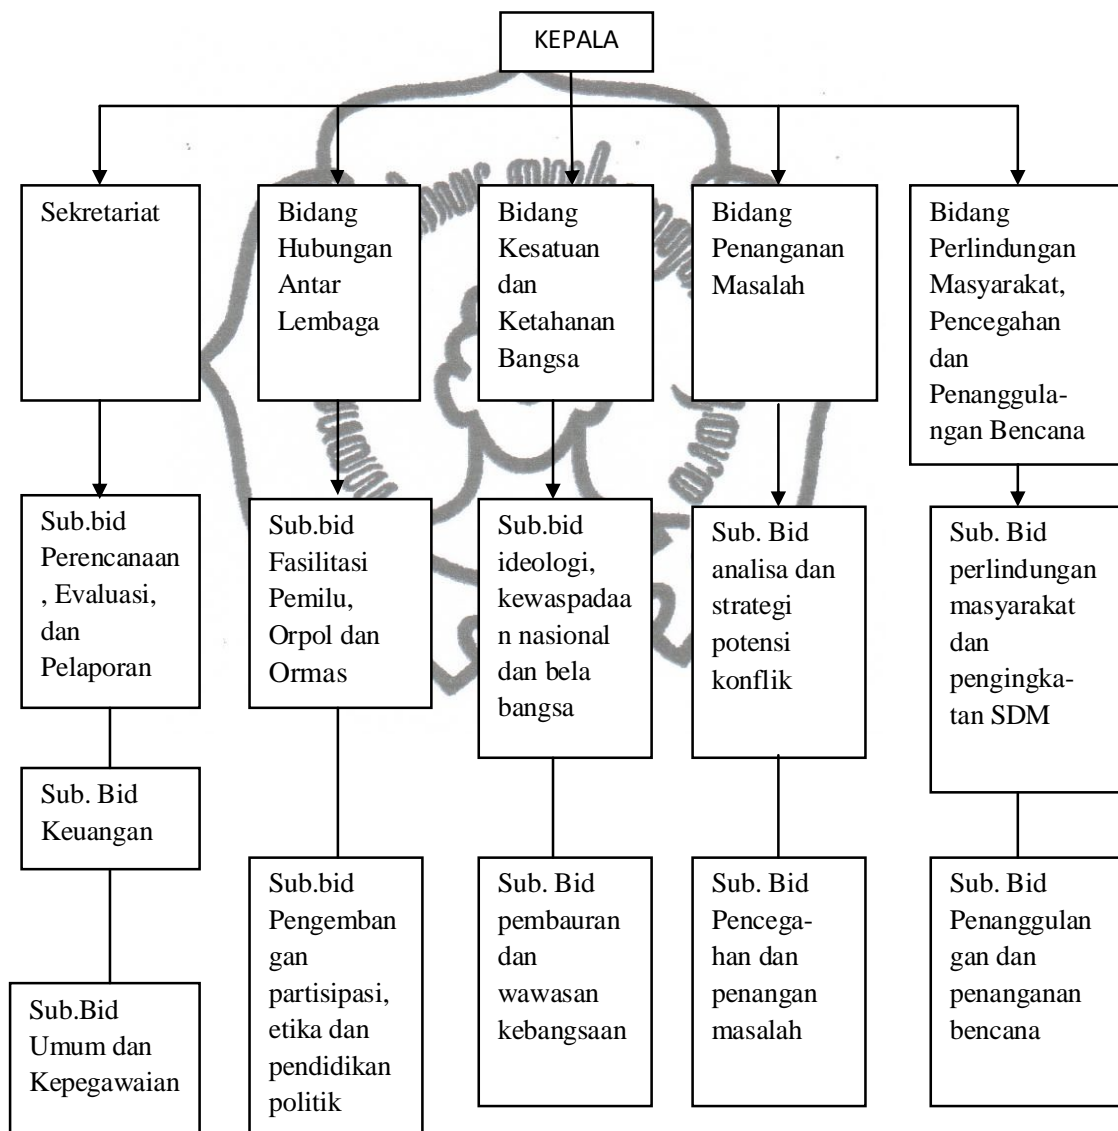 KEPALA
Sekretariat
Bidang
Hubungan
Antar
Lembaga
Bidang
Kesatuan
dan
Ketahanan
Bangsa
Bidang
Penanganan
Masalah
Bidang
Perlindungan
Masyarakat,
Pencegahan
dan
Penanggula-
ngan Bencana
Sub.bid
Perencanaan
, Evaluasi,
dan
Pelaporan
Sub.bid
Fasilitasi
Pemilu,
Orpol dan
Ormas
Sub.bid
ideologi,
kewaspadaa
n nasional
dan bela
bangsa
Sub. Bid
analisa dan
strategi
potensi
konflik
Sub. Bid
perlindungan
masyarakat
dan
pengingka-
tan SDM
Sub. Bid
Keuangan
Sub.bid
Pengemban
gan
partisipasi,
etika dan
pendidikan
politik
Sub. Bid
pembauran
dan
wawasan
kebangsaan
Sub. Bid
Pencega-
han dan
penangan
masalah
Sub. Bid
Penanggulan
gan dan
penanganan
bencana
Sub.Bid
Umum dan
Kepegawaian